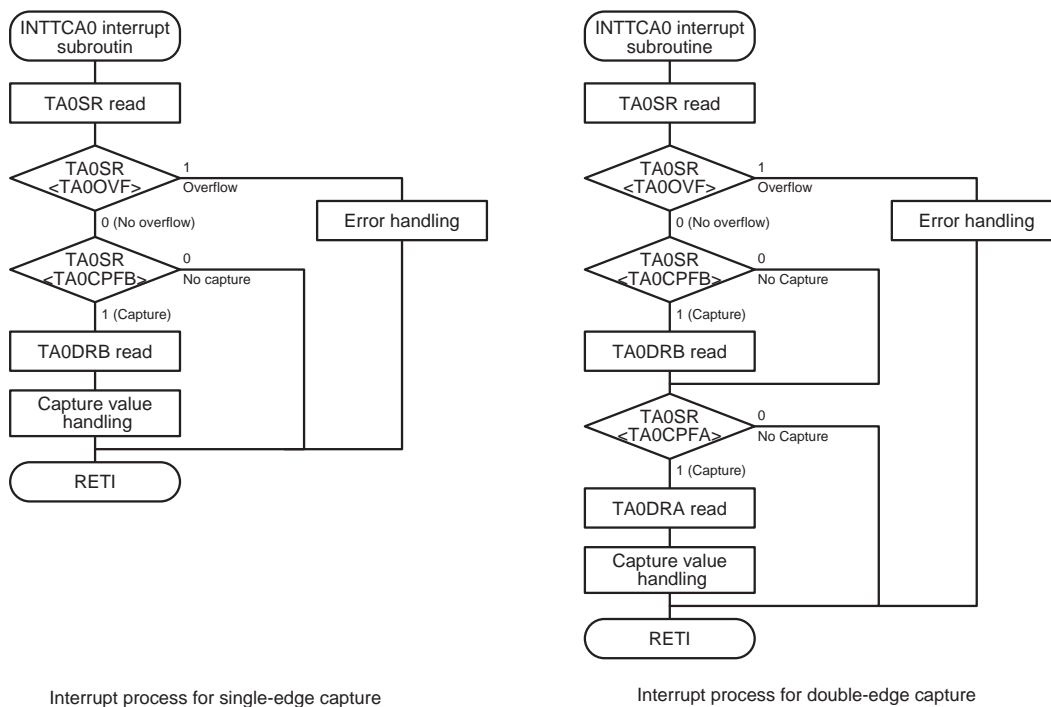 INTTCA0 interrupt
subroutin
TA0SR read
TA0SR
<TA0OVF>
1
Overflow
Error handling
0 (No overflow)
TA0SR
<TA0CPFB>
0
No capture
1 (Capture)
TA0DRB read
Capture value
handling
RETI
Interrupt process for single-edge capture
INTTCA0 interrupt
subroutine
TA0SR read
TA0SR
<TA0OVF>
1
Overflow
Error handling
0 (No overflow)
TA0SR
<TA0CPFB>
0
No Capture
1 (Capture)
TA0DRB read
TA0SR
<TA0CPFA>
0
No Capture
1 (Capture)
TA0DRA read
Capture value
handling
RETI
Interrupt process for double-edge capture